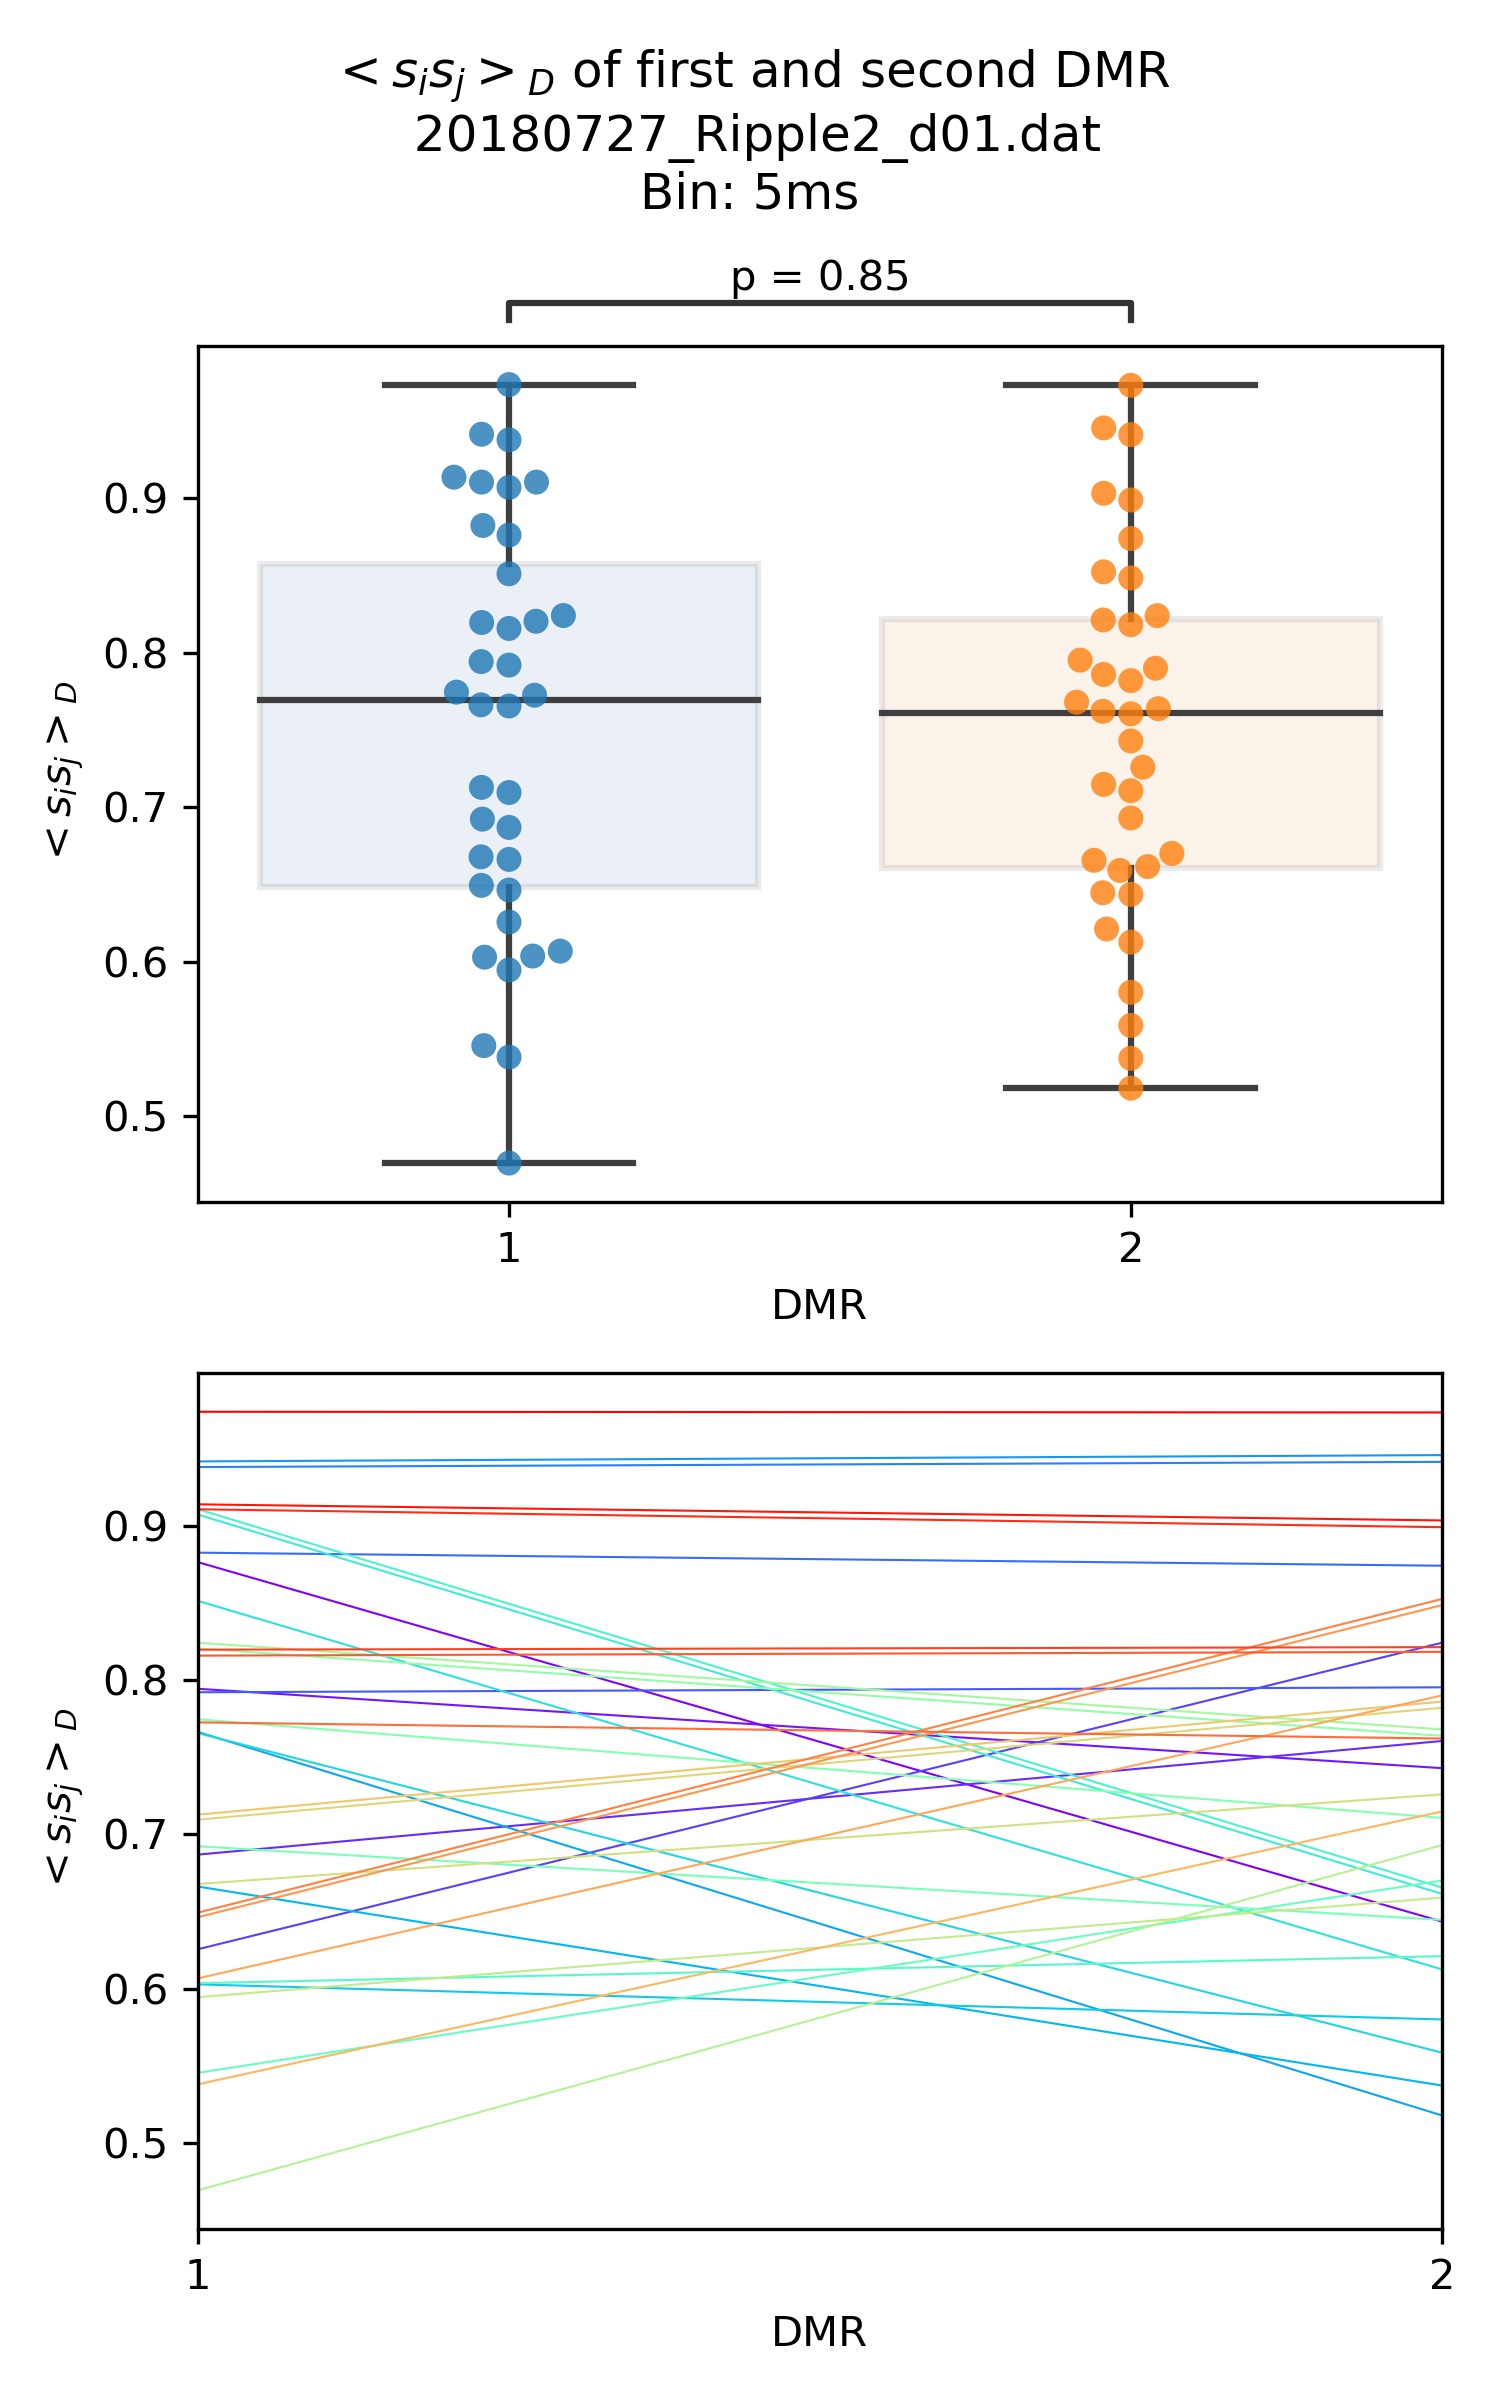 < s_i s_j >_D of first and second DMR
20180727_Ripple2_d01.dat
Bin: 5ms
p = 0.85
0.9
0.8
0.7
0.6
0.5
< s_i s_j >_D
1
2
DMR
0.9
0.8
0.7
0.6
0.5
< s_i s_j >_D
1
2
DMR